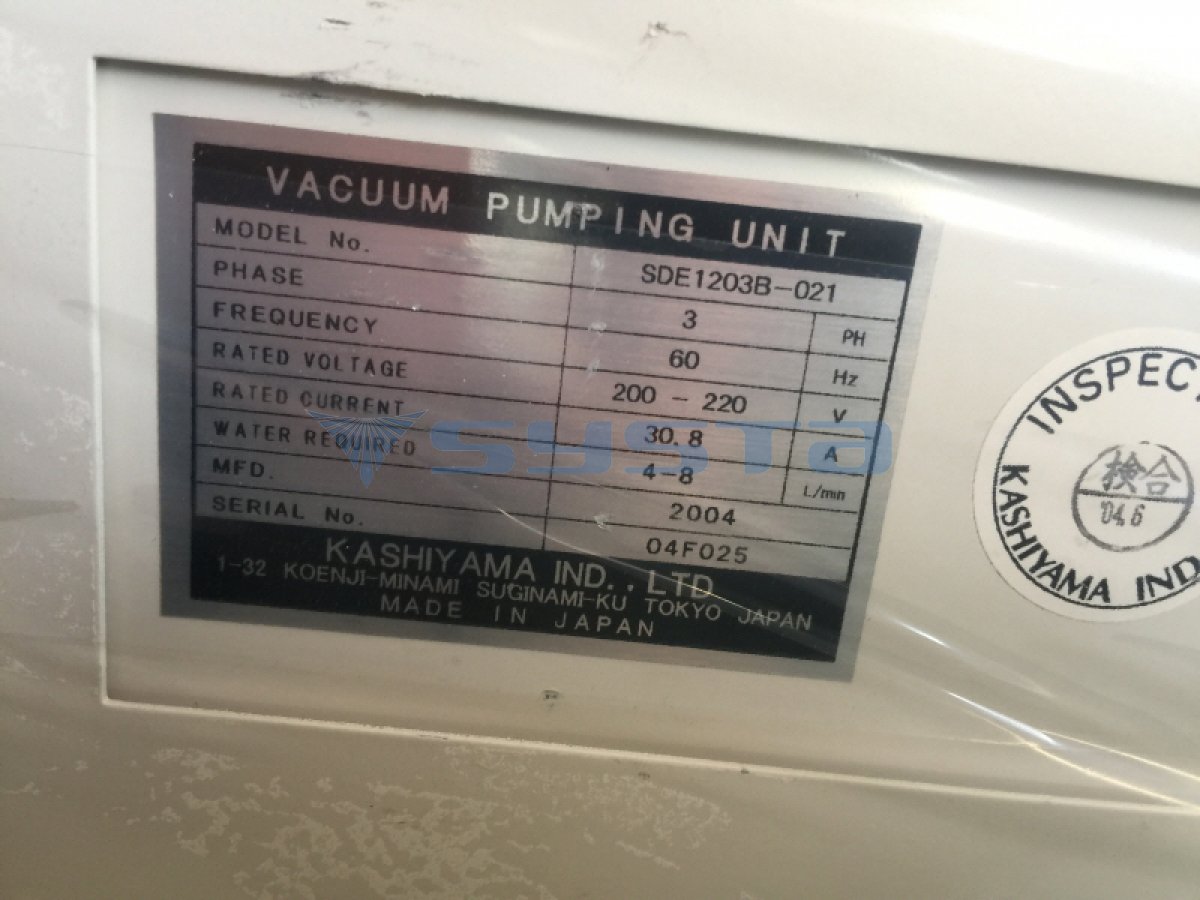 VACUUM PUMPING UNIT
MODEL No. SDE1203B-021
PHASE 3 PH
FREQUENCY 60 Hz
RATED VOLTAGE 200 - 220 V
RATED CURRENT 30.8 A
WATER REQUIRED 4-8 L/min
MFD. 2004
SERIAL No. 04F025
KASHIYAMA IND., LTD
1-32 KOENJI-MINAMI SUGINAMI-KU TOKYO JAPAN
MADE IN JAPAN
systa
INSPECT
検合
'04.6
KASHIYAMA IND